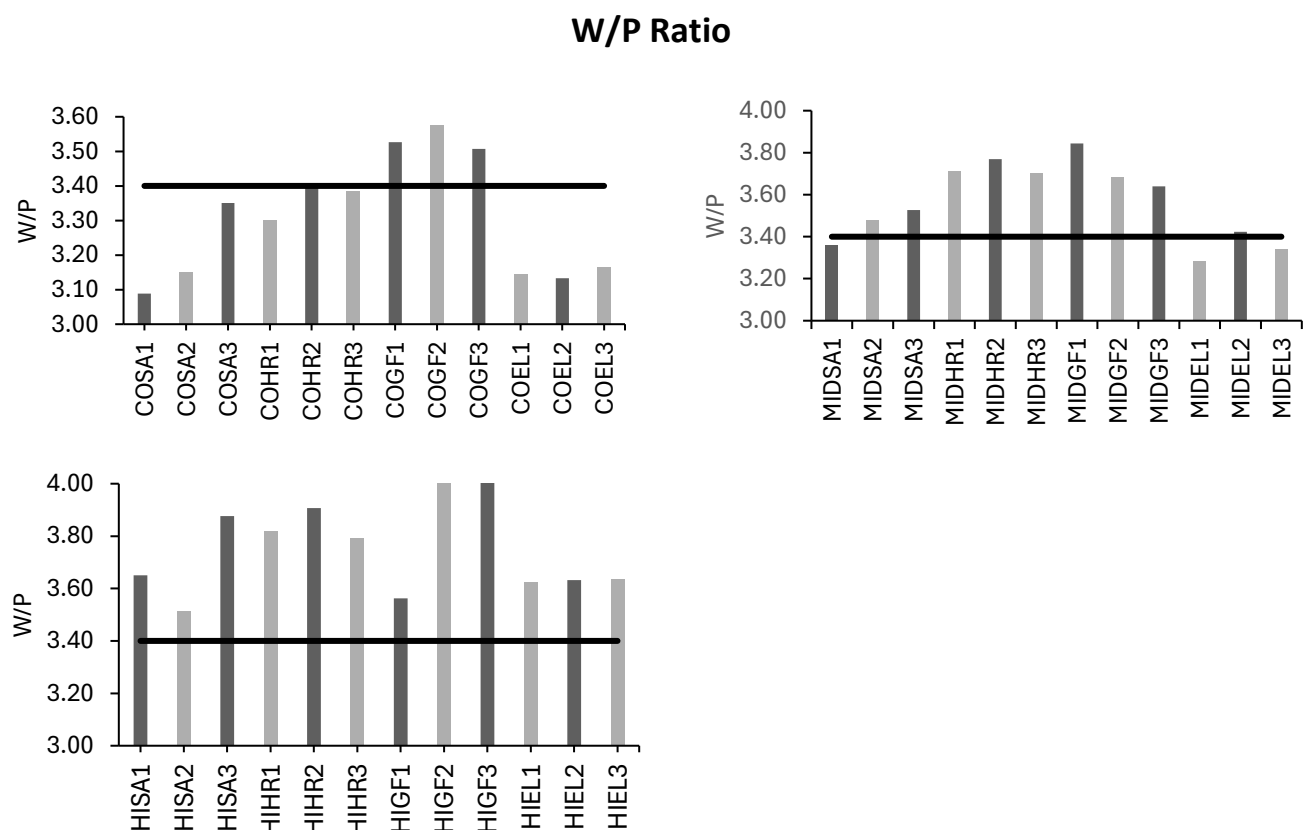 W/P Ratio
W/P
3.60
3.50
3.40
3.30
3.20
3.10
3.00
COSA1
COSA2
COSA3
COHR1
COHR2
COHR3
COGF1
COGF2
COGF3
COEL1
COEL2
COEL3
W/P
4.00
3.80
3.60
3.40
3.20
3.00
MIDSA1
MIDSA2
MIDSA3
MIDHR1
MIDHR2
MIDHR3
MIDGF1
MIDGF2
MIDGF3
MIDEL1
MIDEL2
MIDEL3
W/P
4.00
3.80
3.60
3.40
3.20
3.00
HISA1
HISA2
HISA3
HIHR1
HIHR2
HIHR3
HIGF1
HIGF2
HIGF3
HIEL1
HIEL2
HIEL3